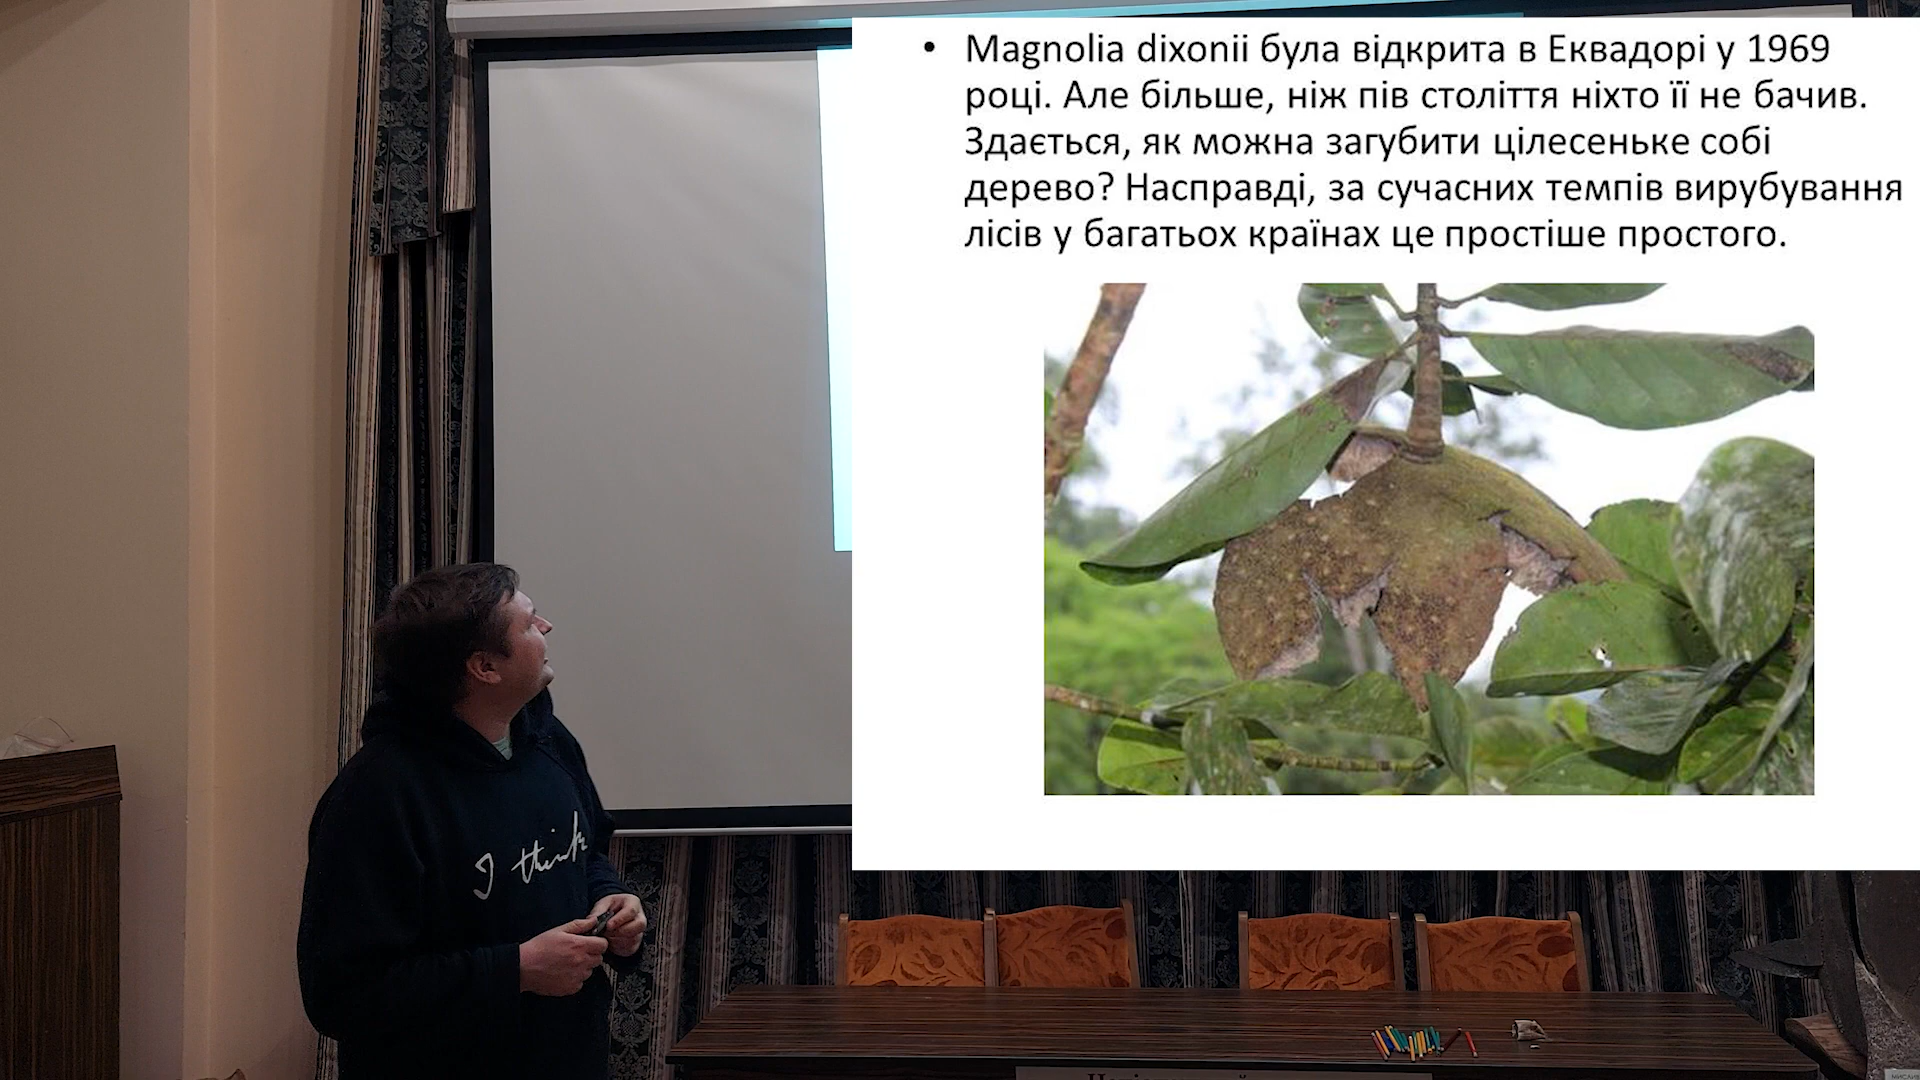 • Magnolia dixonii була відкрита в Еквадорі у 1969
році. Але більше, ніж пів століття ніхто її не бачив.
Здається, як можна загубити цілесеньке собі
дерево? Насправді, за сучасних темпів вирубування
лісів у багатьох країнах це простіше простого.
I think